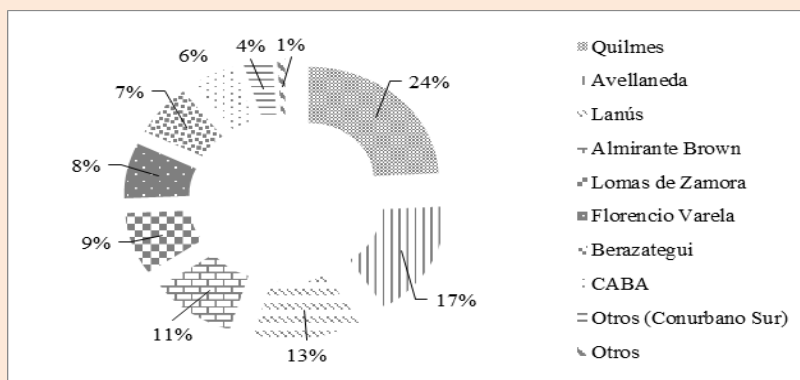 24%
17%
13%
11%
9%
8%
7%
6%
4%
1%
Quilmes
Avellaneda
Lanús
Almirante Brown
Lomas de Zamora
Florencio Varela
Berazategui
CABA
Otros (Conurbano Sur)
Otros